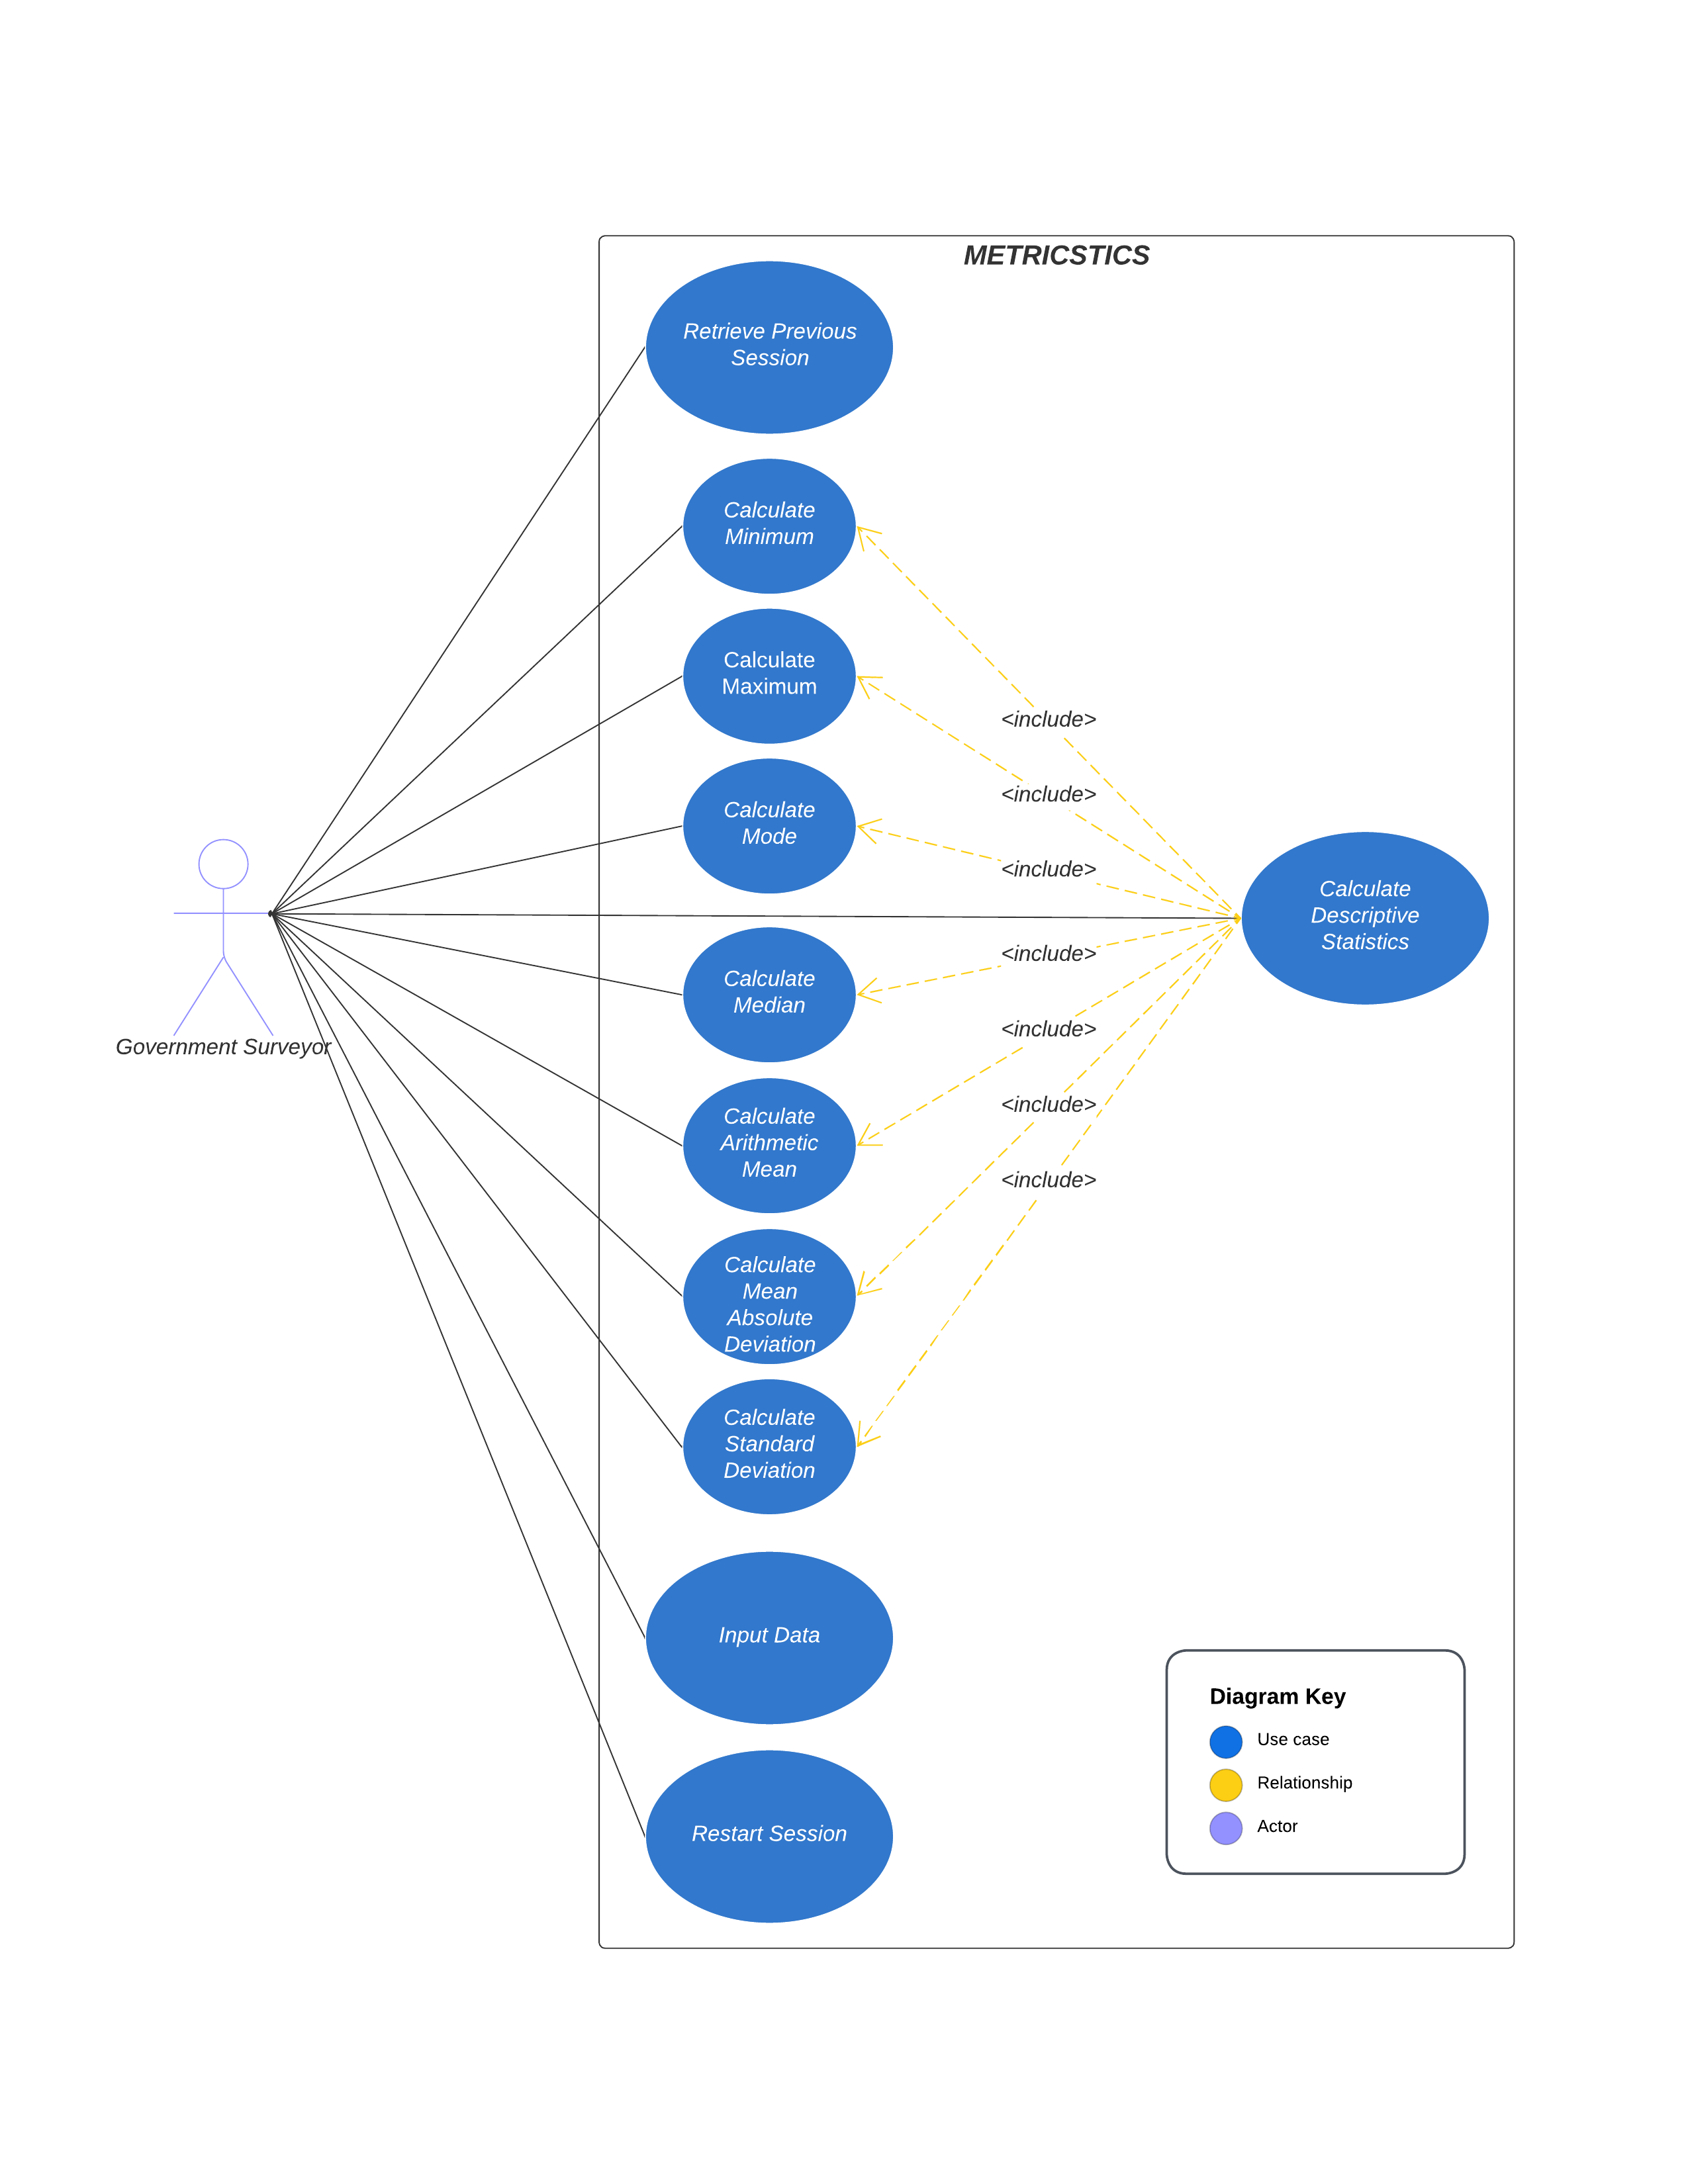 METRICSTICS
Retrieve Previous
Session
Calculate
Minimum
Calculate
Maximum
<include>
<include>
Calculate
Mode
<include>
Calculate
Descriptive
Statistics
<include>
Calculate
Median
Government Surveyor
<include>
Calculate
Arithmetic
Mean
<include>
<include>
Calculate
Mean
Absolute
Deviation
Calculate
Standard
Deviation
Input Data
Restart Session
Diagram Key
Use case
Relationship
Actor